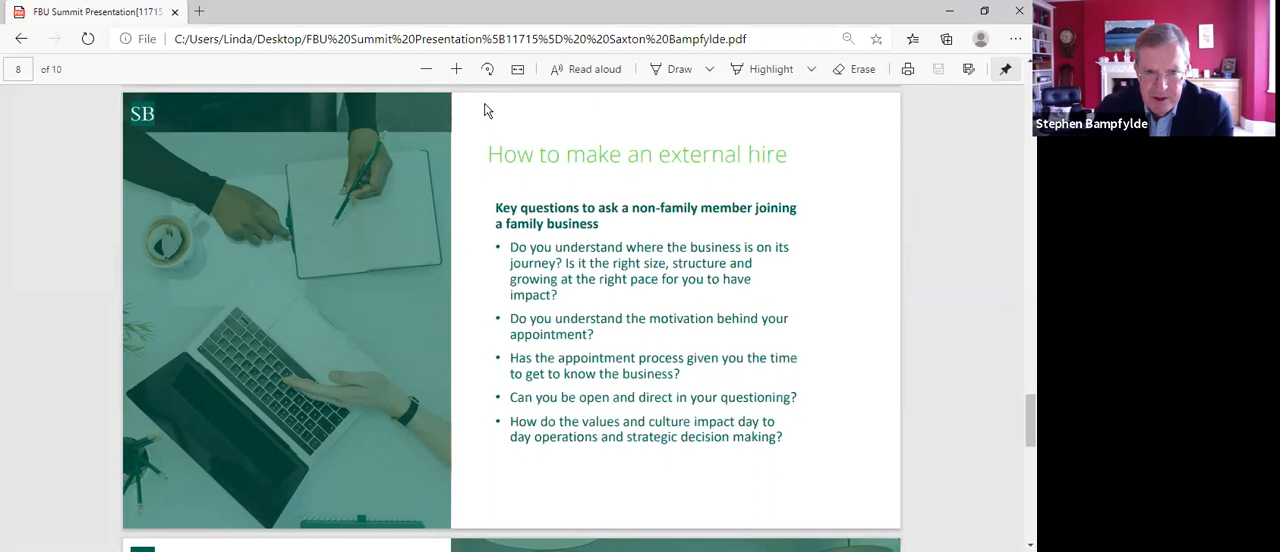 FBU Summit Presentation[11715
File
C:/Users/Linda/Desktop/FBU%20Summit%20Presentation%5B11715%5D%20%20Saxton%20Bampfylde.pdf
8 of 10
Read aloud
Draw
Highlight
Erase
Stephen Bampfylde
SB
How to make an external hire
Key questions to ask a non-family member joining
a family business
• Do you understand where the business is on its
journey? Is it the right size, structure and
growing at the right pace for you to have
impact?
• Do you understand the motivation behind your
appointment?
• Has the appointment process given you the time
to get to know the business?
• Can you be open and direct in your questioning?
• How do the values and culture impact day to
day operations and strategic decision making?